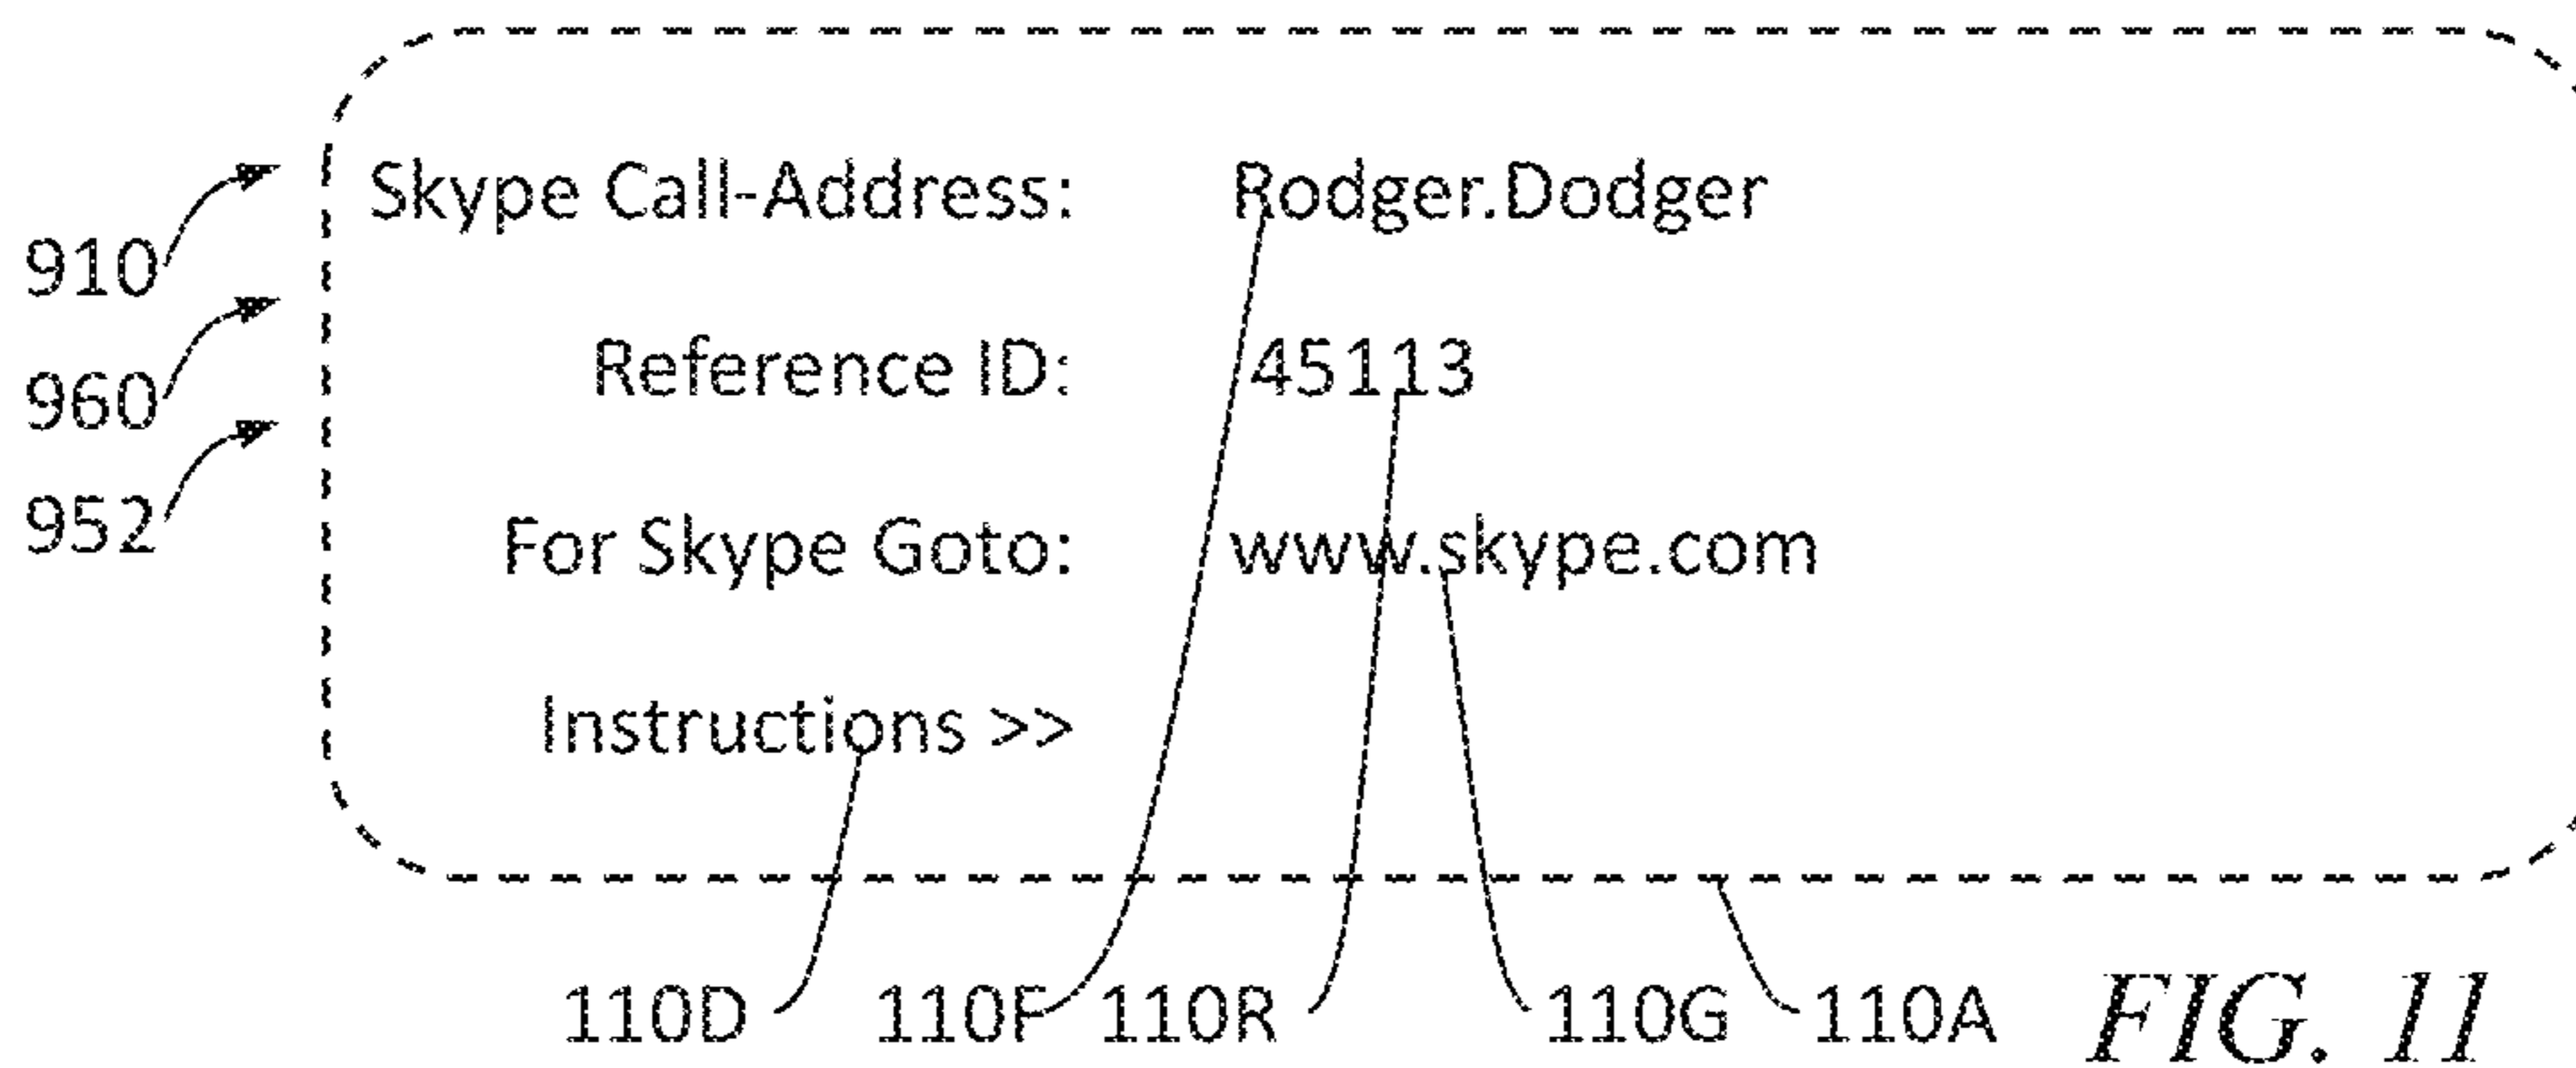 Skype Call-Address: Rodger.Dodger
910
Reference ID: 45113
960
For Skype Goto: www.skype.com
952
Instructions >>
110D 110F 110R 110G 110A FIG. 11